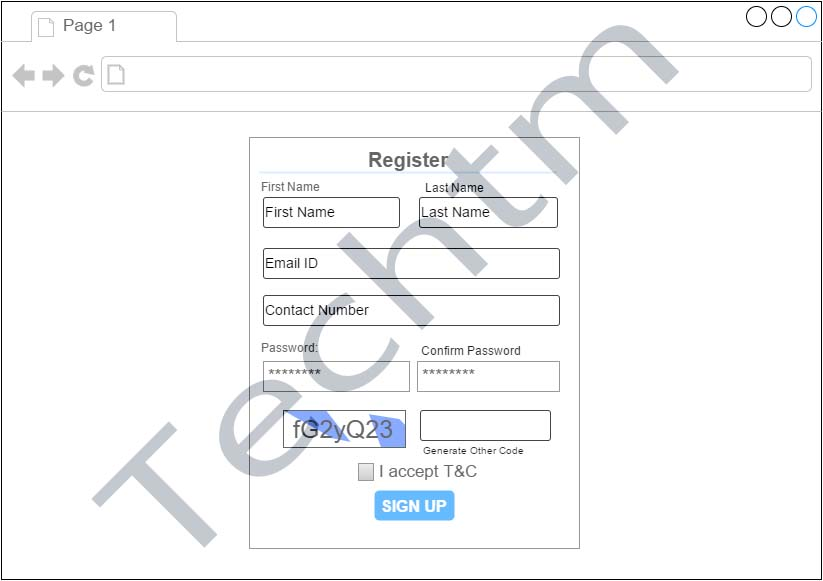 Page 1
Register
First Name Last Name
First Name Last Name
Email ID
Contact Number
Password: Confirm Password
******** ********
fG2yQ23
Generate Other Code
I accept T&C
SIGN UP
Techtm